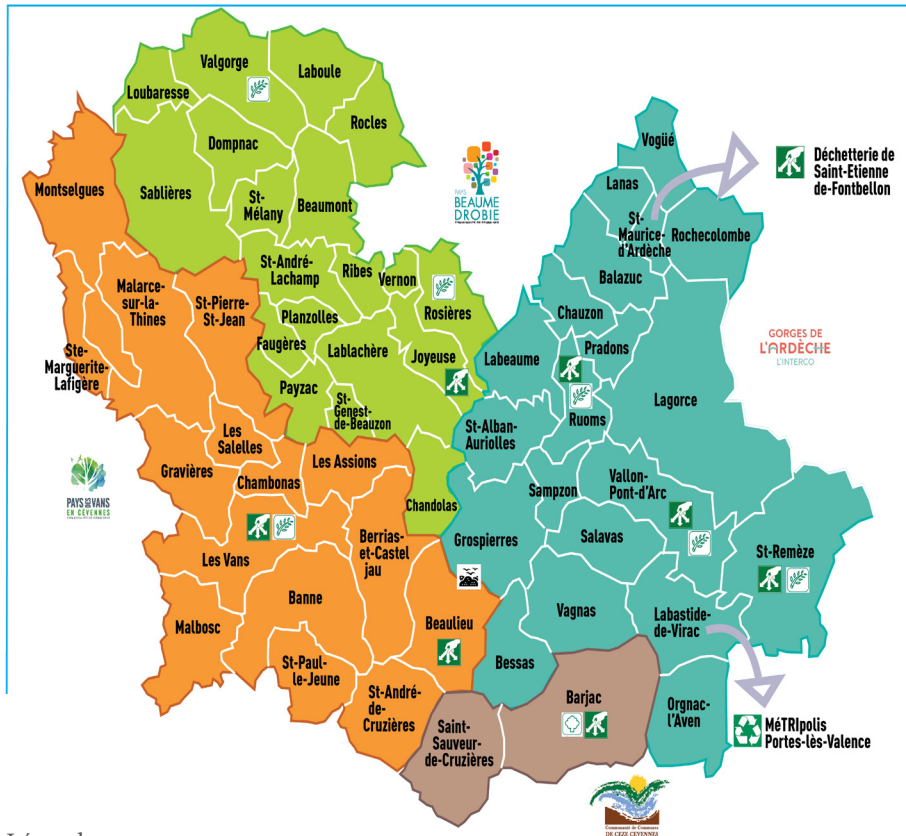 Valgorge
Laboule
Loubaresse
Rocles
Dompnac
Montselgues
Sablières
St-
Mélany
Beaumont
PAYS
BEAUME
DROBIE
Vogüé
Déchetterie de
Saint-Etienne
de-Fontbellon
Lanas
St-
Maurice-
d'Ardèche
Rochecolombe
Balazuc
St-André-
Lachamp
Ribes
Vernon
Malarce-
sur-la-
Thines
St-Pierre-
St-Jean
Planzolles
Rosières
Chauzon
Faugères
Lablachère
Joyeuse
Labeaume
Pradons
GORGES DE
L'ARDÈCHE
L'INTERCO
Ste-
Marguerite-
Lafigère
Payzac
St-
Genest-
de-Beauzon
Lagorce
Ruoms
St-Alban-
Auriolles
Les
Salelles
Gravières
Les Assions
Chambonas
PAYS DES VANS
EN CÉVENNES
Chandolas
Sampzon
Vallon-
Pont-d'Arc
Berrias-
et-Castel
jau
Grospierres
Salavas
St-Remèze
Les Vans
Banne
Malbosc
Beaulieu
Vagnas
Labastide-
de-Virac
St-Paul-
le-Jeune
Bessas
St-André-
de-
Cruzières
Barjac
Orgnac-
l'Aven
MéTRIpolis
Portes-lès-Valence
Saint-
Sauveur-
de-Cruzières
Communauté de Communes
DE CEZE CEVENNES